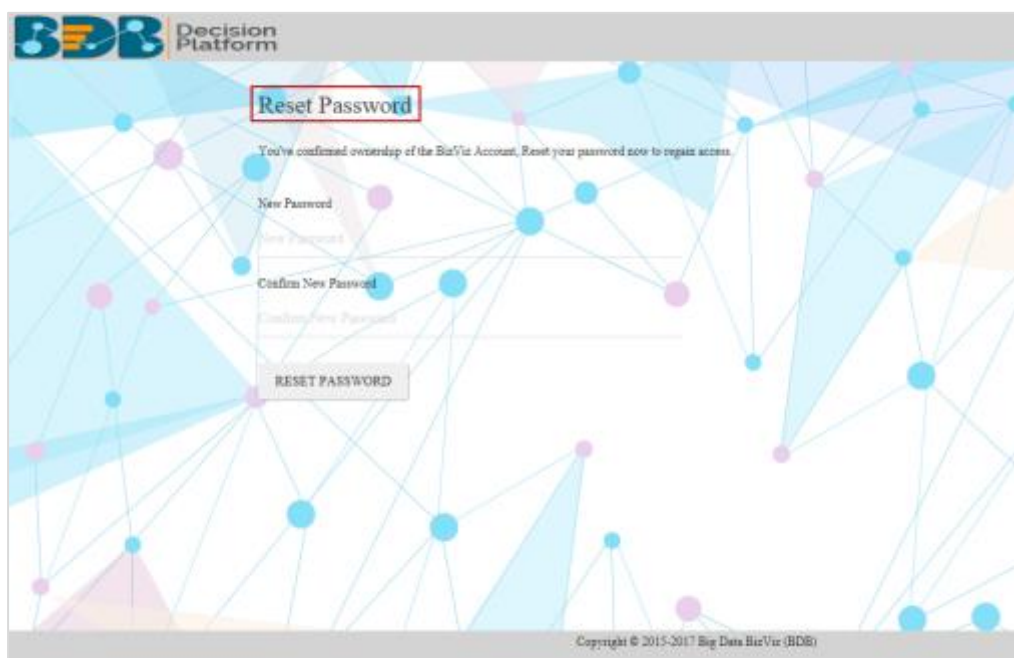 BDB Decision
Platform
Reset Password
You've confirmed ownership of the BizViz Account, Reset your password now to regain access.
New Password
New Password
Confirm New Password
Confirm New Password
RESET PASSWORD
Copyright © 2015-2017 Big Data BizViz (BDB)